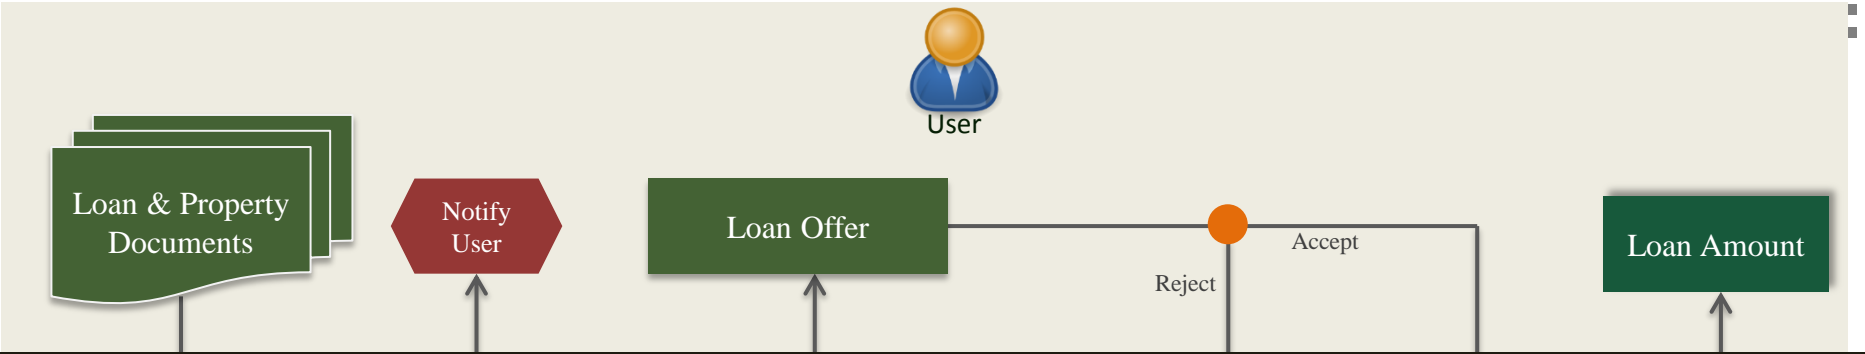 User
Loan & Property
Documents
Notify
User
Loan Offer
Accept
Reject
Loan Amount